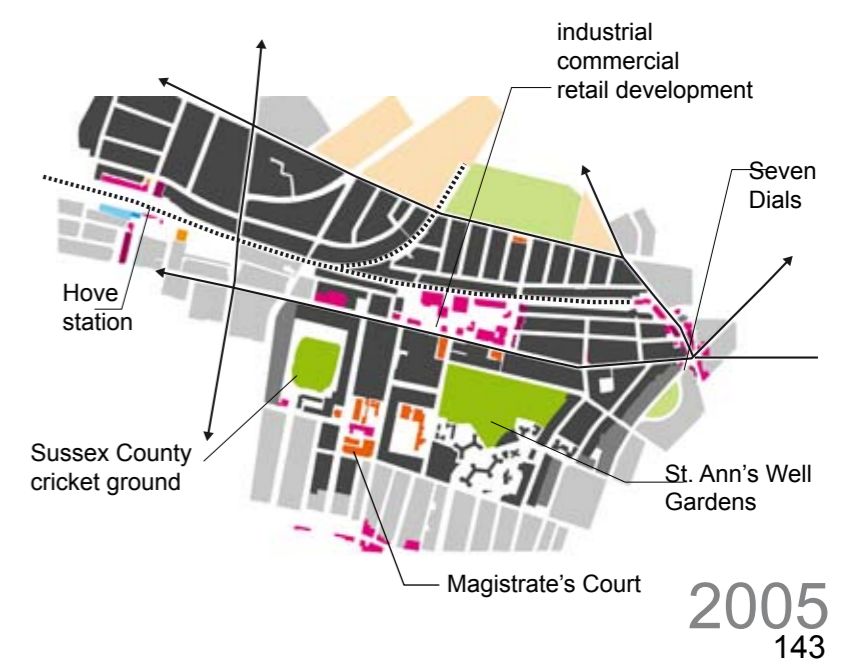 industrial
commercial
retail development
Seven
Dials
Hove
station
Sussex County
cricket ground
St. Ann's Well
Gardens
Magistrate's Court
2005
143